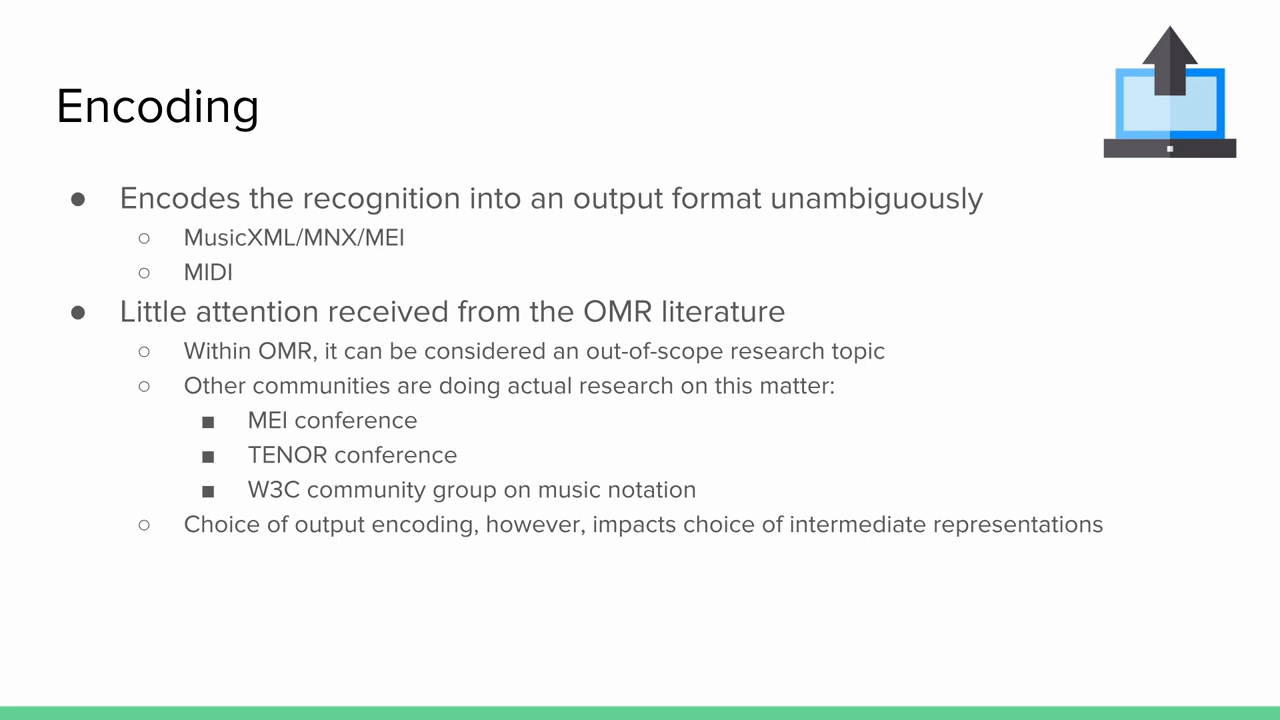 Encoding
● Encodes the recognition into an output format unambiguously
○ MusicXML/MNX/MEI
○ MIDI
● Little attention received from the OMR literature
○ Within OMR, it can be considered an out-of-scope research topic
○ Other communities are doing actual research on this matter:
■ MEI conference
■ TENOR conference
■ W3C community group on music notation
○ Choice of output encoding, however, impacts choice of intermediate representations